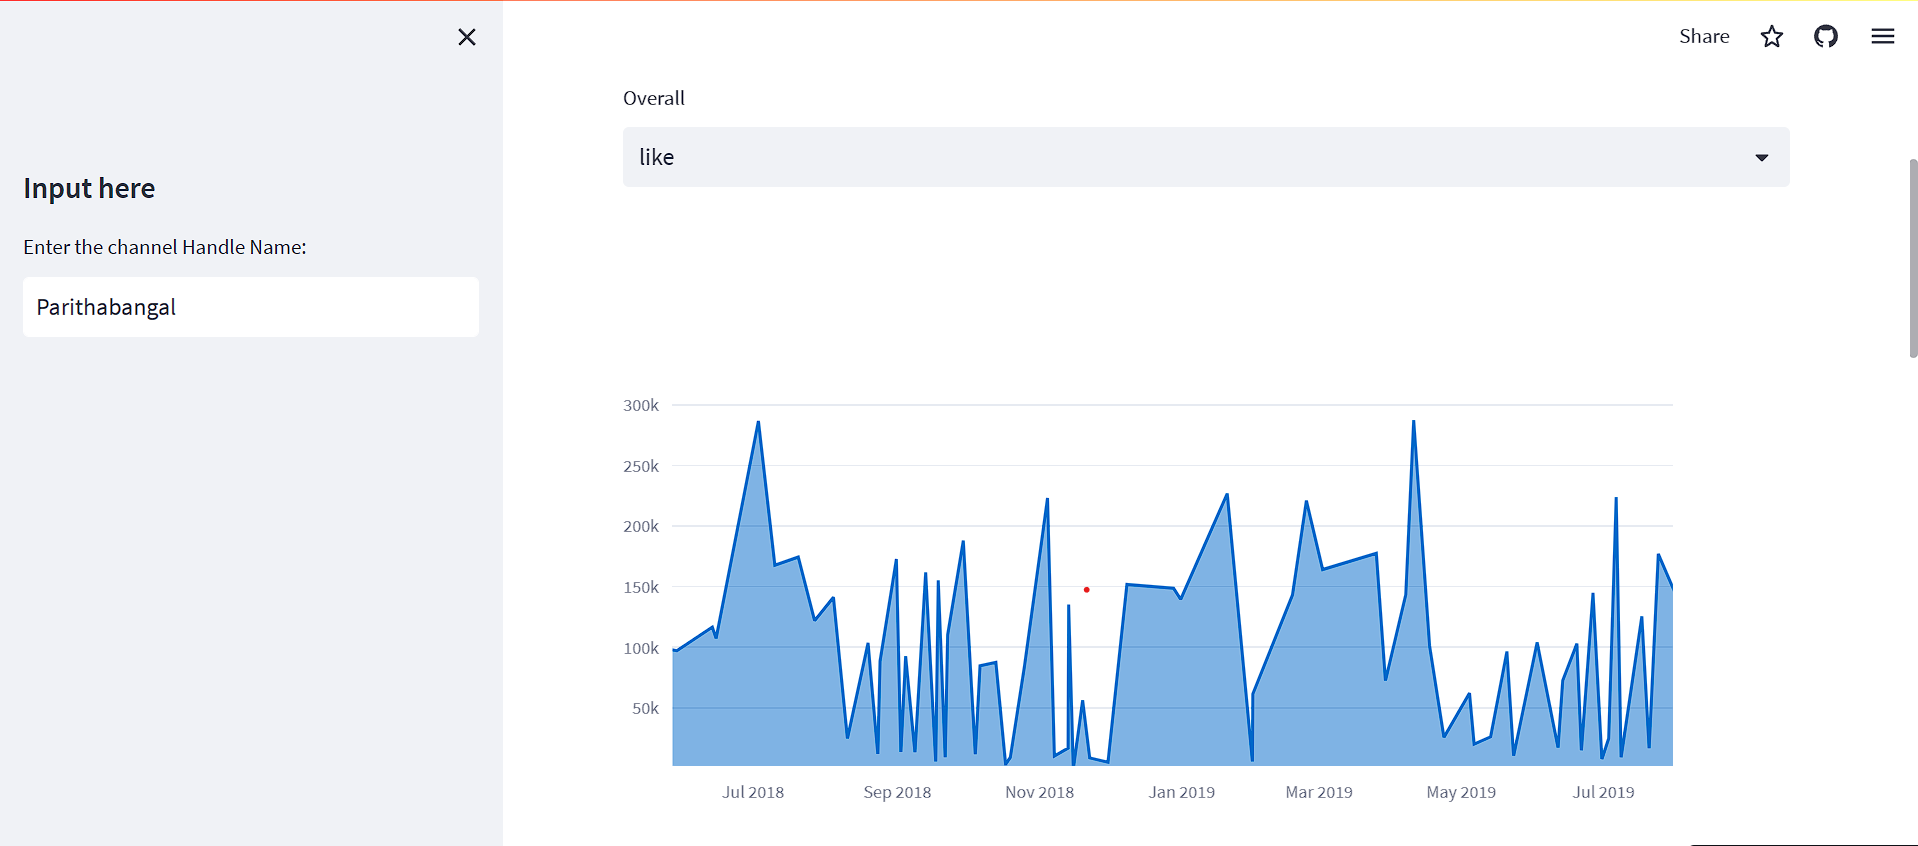 Share
Input here
Enter the channel Handle Name:
Parithabangal
Overall
like
300k
250k
200k
150k
100k
50k
Jul 2018 Sep 2018 Nov 2018 Jan 2019 Mar 2019 May 2019 Jul 2019